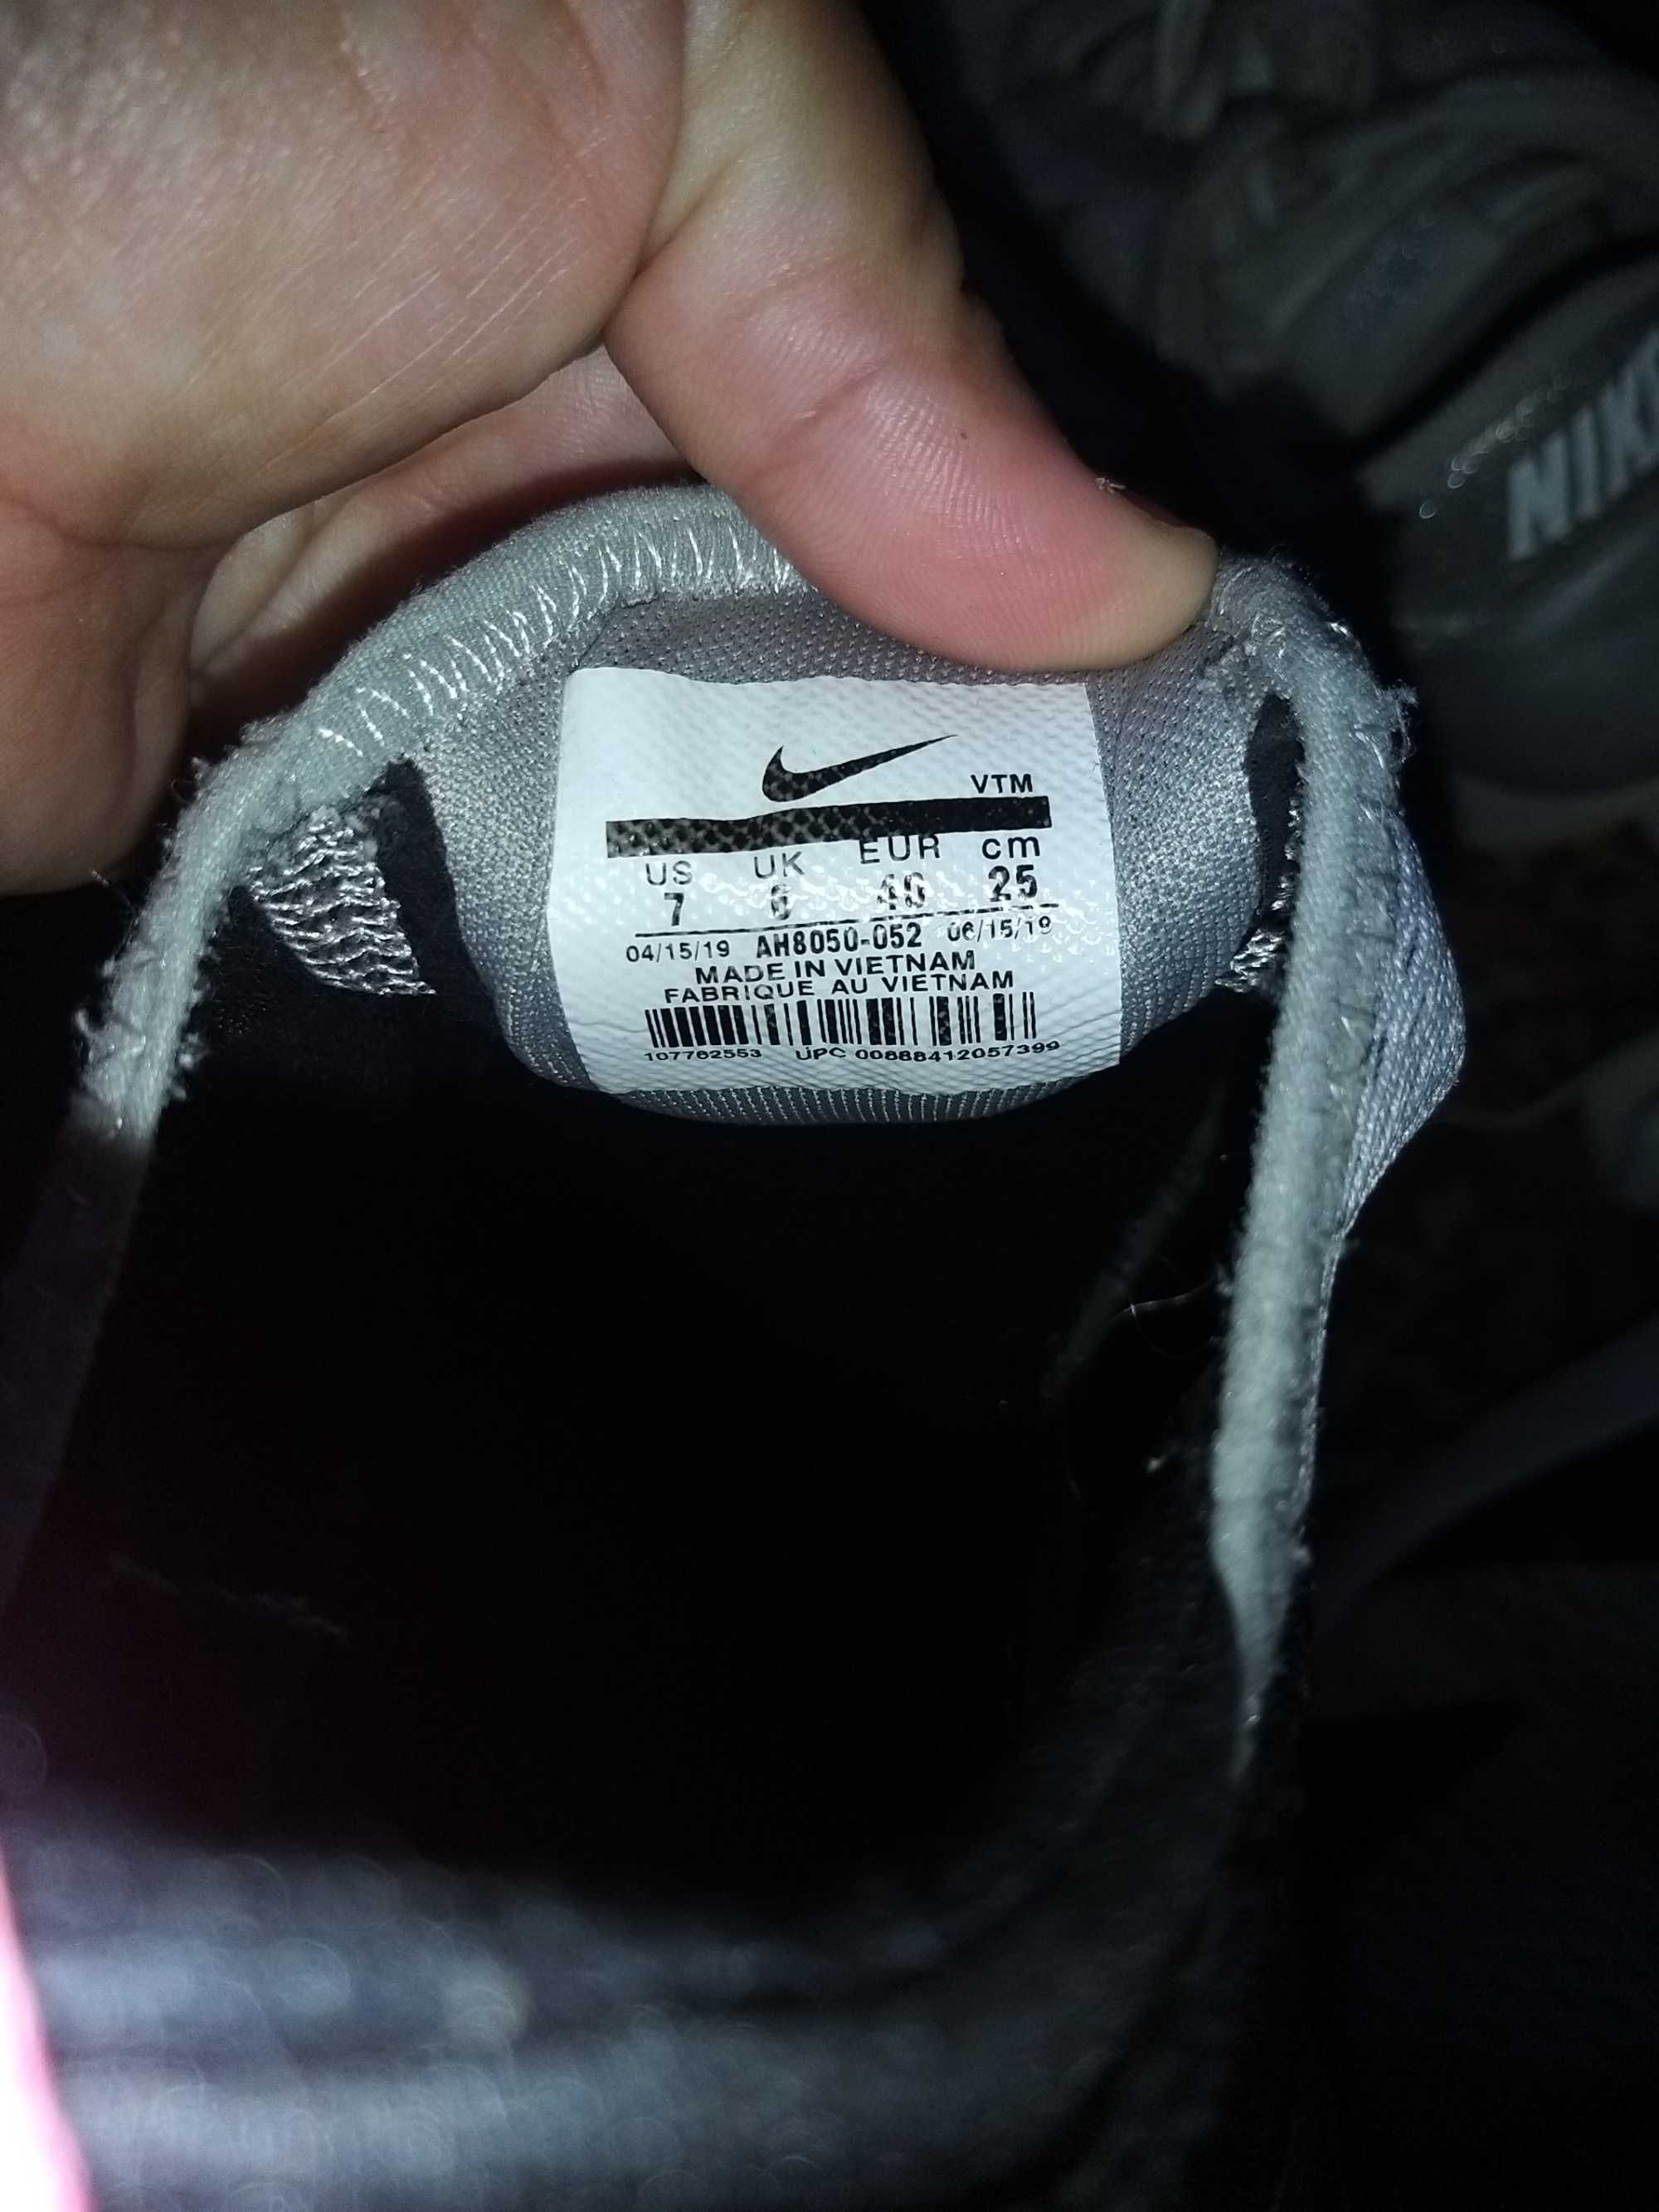 NIKE
VTM
US UK EUR cm
7 6 40 25
04/15/19 AH8050-052 06/15/19
MADE IN VIETNAM
FABRIQUE AU VIETNAM
107762553 UPC 00888412057399